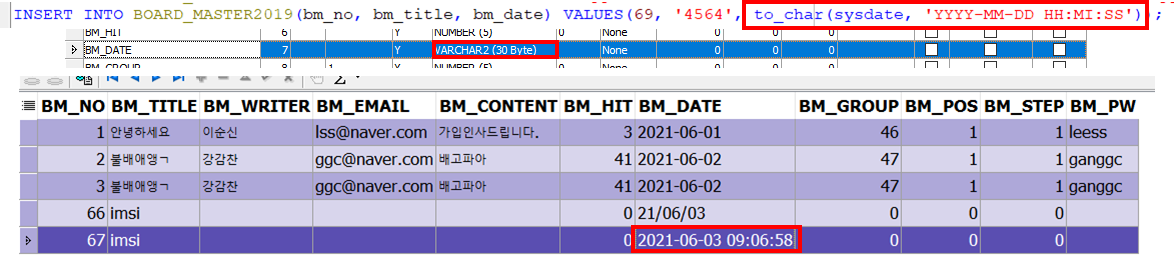 INSERT INTO BOARD_MASTER2019(bm_no, bm_title, bm_date) VALUES(69, '4564', to_char(sysdate, 'YYYY-MM-DD HH:MI:SS'));
BM_HIT 6 Y NUMBER (5) 0 None 0 0 0
BM_DATE 7 Y VARCHAR2 (30 Byte) None 0 0 0
BM_GROUP 8 1 Y NUMBER (5) 0 None 0 0 0
BM_NO BM_TITLE BM_WRITER BM_EMAIL BM_CONTENT BM_HIT BM_DATE BM_GROUP BM_POS BM_STEP BM_PW
1 안녕하세요 이순신 lss@naver.com 가입인사드립니다. 3 2021-06-01 46 1 1 leess
2 불배애앵ㄱ 강감찬 ggc@naver.com 배고파아 41 2021-06-02 47 1 1 ganggc
3 불배애앵ㄱ 강감찬 ggc@naver.com 배고파아 41 2021-06-02 47 1 1 ganggc
66 imsi 0 21/06/03 0 0 0
67 imsi 0 2021-06-03 09:06:58 0 0 0